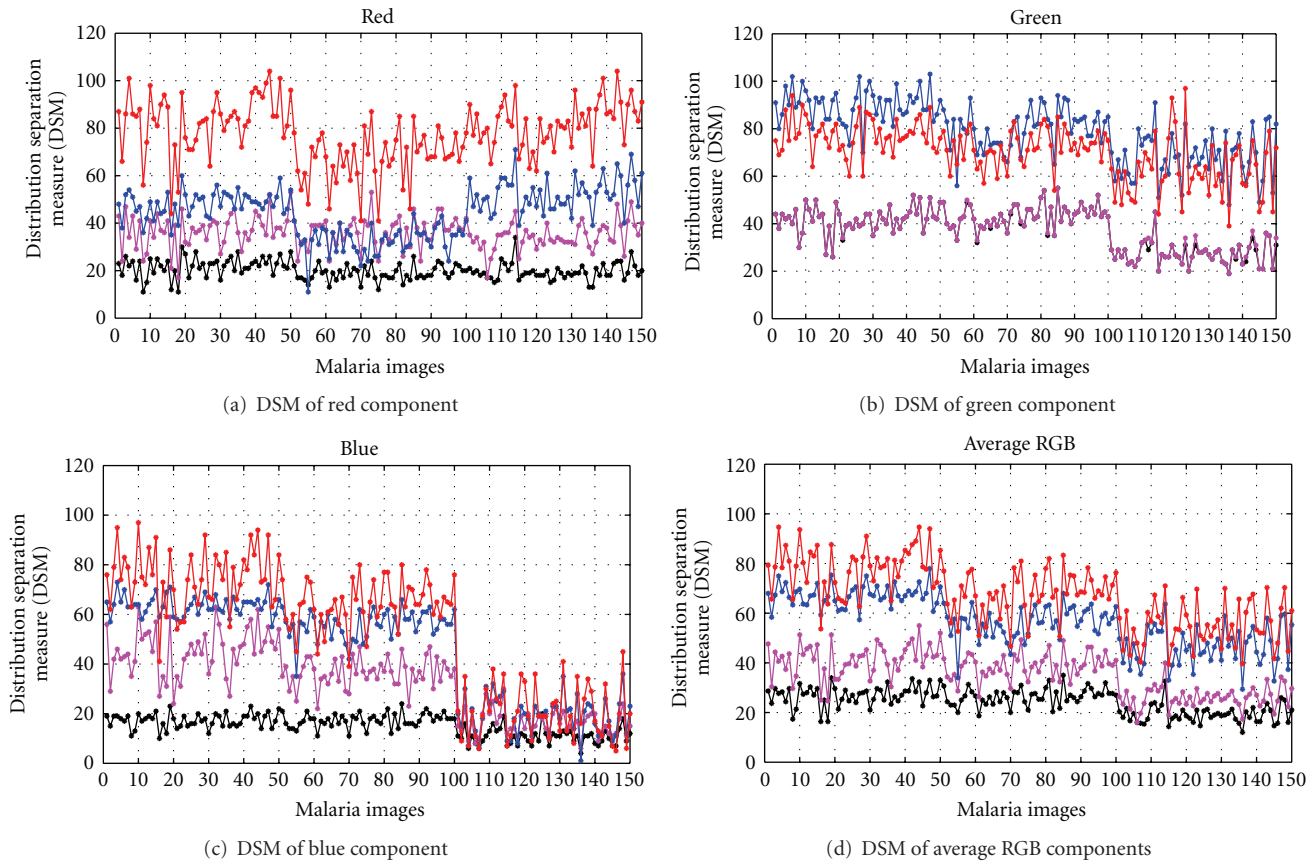 Red
Distribution separation
measure (DSM)
120
100
80
60
40
20
0
0 10 20 30 40 50 60 70 80 90 100 110 120 130 140 150
Malaria images
(a) DSM of red component
Green
Distribution separation
measure (DSM)
120
100
80
60
40
20
0
0 10 20 30 40 50 60 70 80 90 100 110 120 130 140 150
Malaria images
(b) DSM of green component
Blue
Distribution separation
measure (DSM)
120
100
80
60
40
20
0
0 10 20 30 40 50 60 70 80 90 100 110 120 130 140 150
Malaria images
(c) DSM of blue component
Average RGB
Distribution separation
measure (DSM)
120
100
80
60
40
20
0
0 10 20 30 40 50 60 70 80 90 100 110 120 130 140 150
Malaria images
(d) DSM of average RGB components